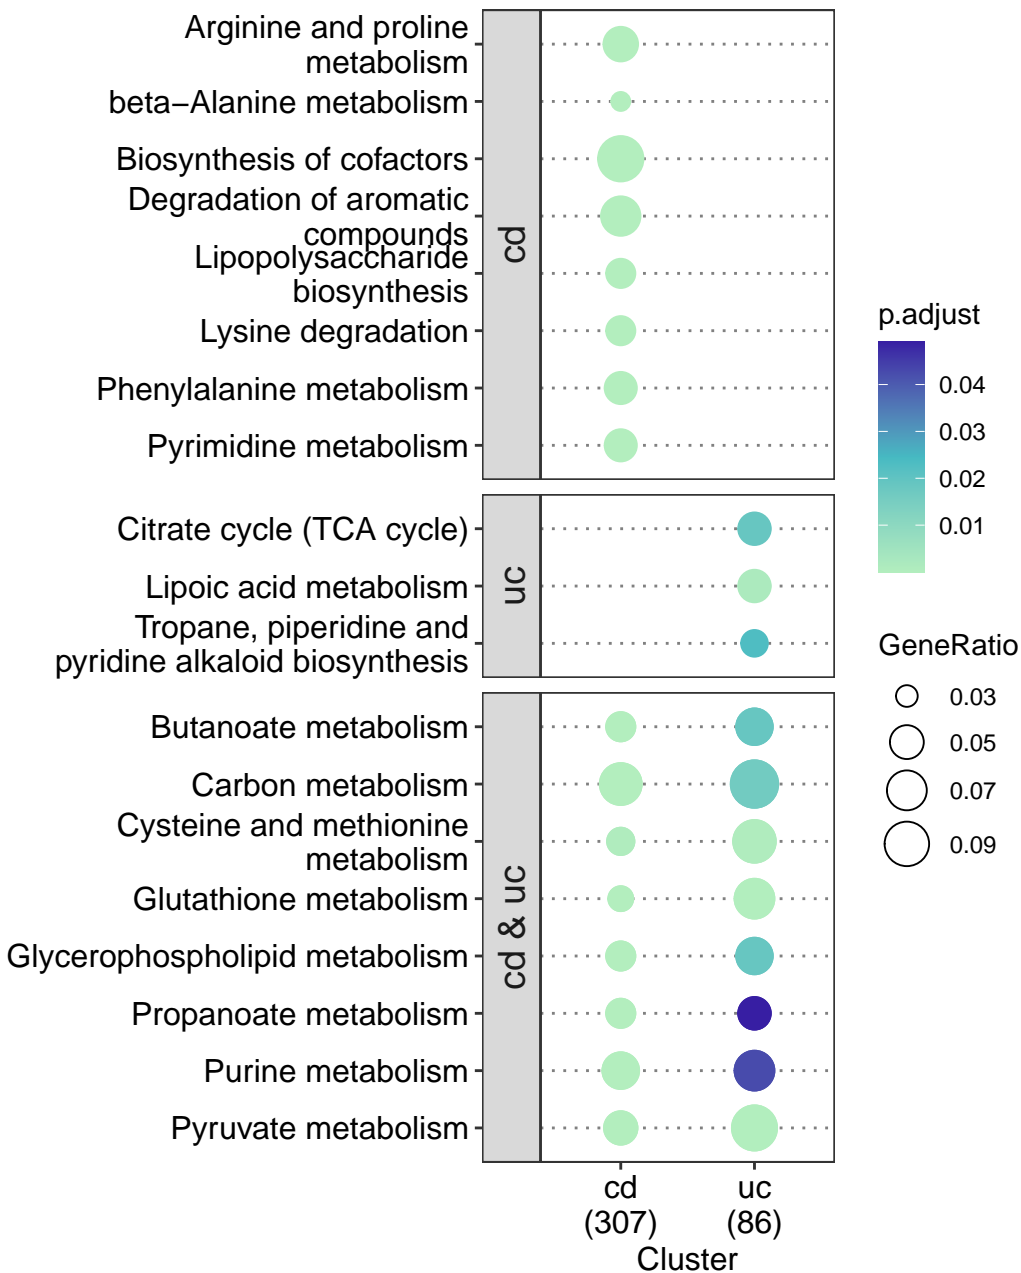 Arginine and proline
metabolism
beta−Alanine metabolism
Biosynthesis of cofactors
Degradation of aromatic
compounds
Lipopolysaccharide
biosynthesis
Lysine degradation
Phenylalanine metabolism
Pyrimidine metabolism
cd
Citrate cycle (TCA cycle)
Lipoic acid metabolism
Tropane, piperidine and
pyridine alkaloid biosynthesis
uc
Butanoate metabolism
Carbon metabolism
Cysteine and methionine
metabolism
Glutathione metabolism
Glycerophospholipid metabolism
Propanoate metabolism
Purine metabolism
Pyruvate metabolism
cd & uc
cd
(307)
uc
(86)
Cluster
p.adjust
0.04
0.03
0.02
0.01
GeneRatio
0.03
0.05
0.07
0.09